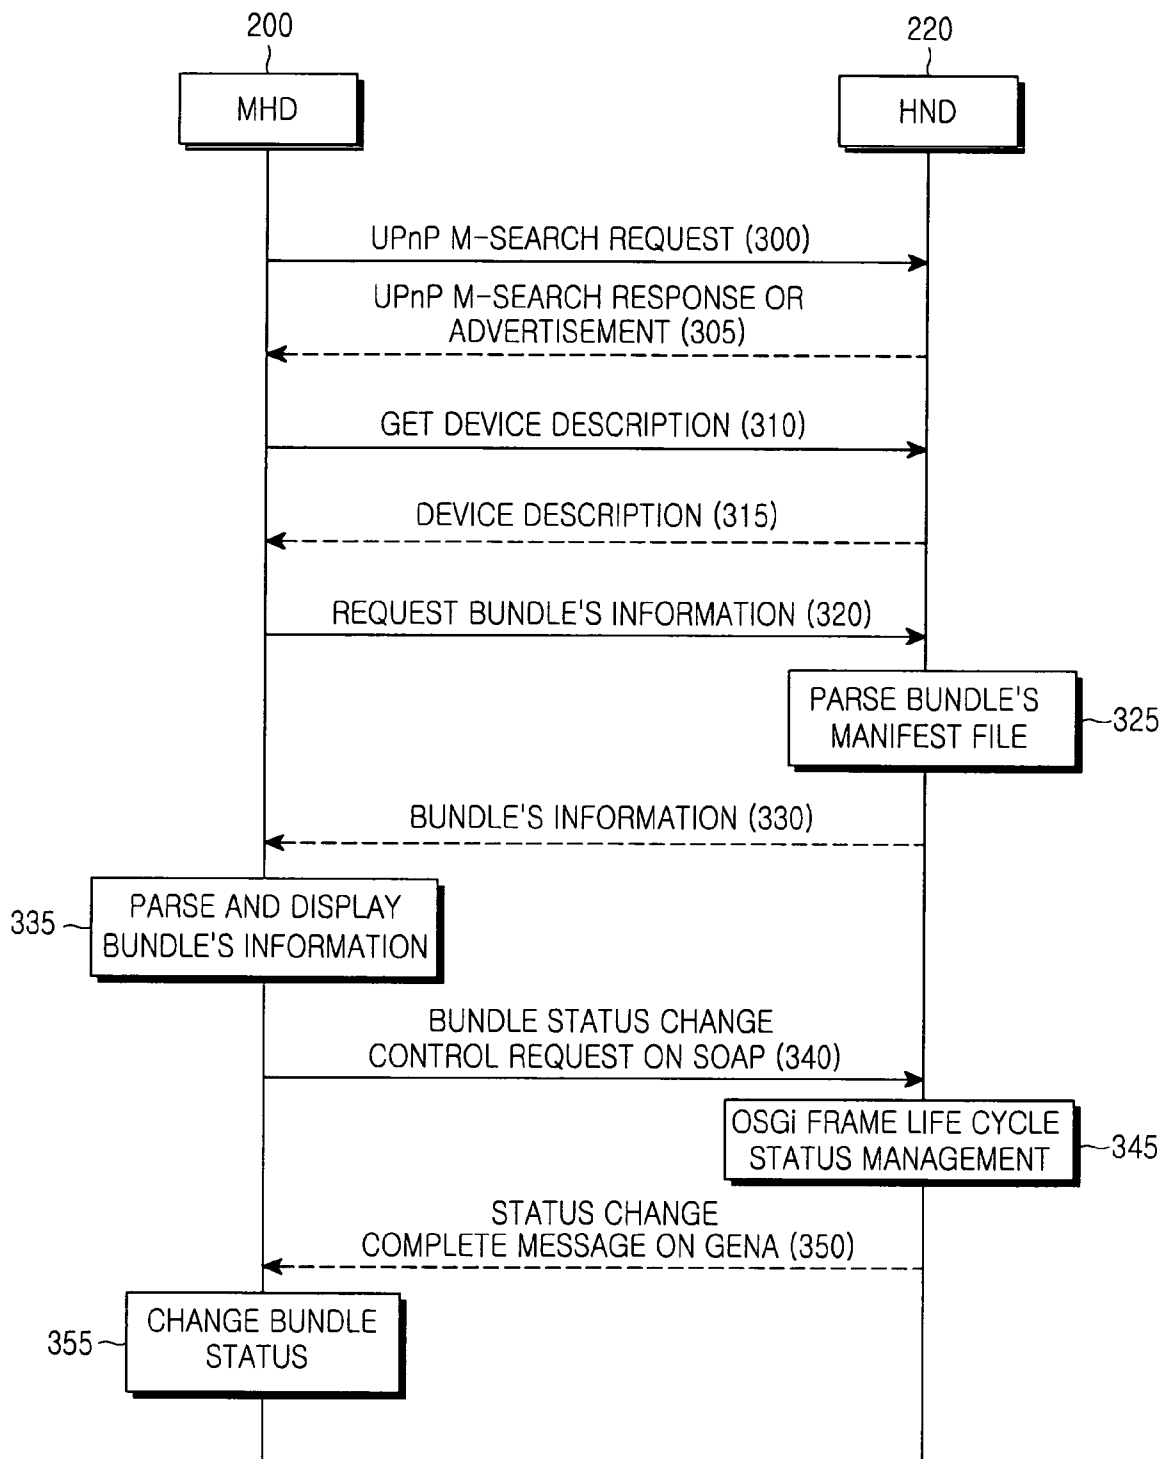 200
220
MHD
HND
UPnP M-SEARCH REQUEST (300)
UPnP M-SEARCH RESPONSE OR
ADVERTISEMENT (305)
GET DEVICE DESCRIPTION (310)
DEVICE DESCRIPTION (315)
REQUEST BUNDLE'S INFORMATION (320)
PARSE BUNDLE'S
MANIFEST FILE
325
BUNDLE'S INFORMATION (330)
335
PARSE AND DISPLAY
BUNDLE'S INFORMATION
BUNDLE STATUS CHANGE
CONTROL REQUEST ON SOAP (340)
OSGi FRAME LIFE CYCLE
STATUS MANAGEMENT
345
STATUS CHANGE
COMPLETE MESSAGE ON GENA (350)
355
CHANGE BUNDLE
STATUS